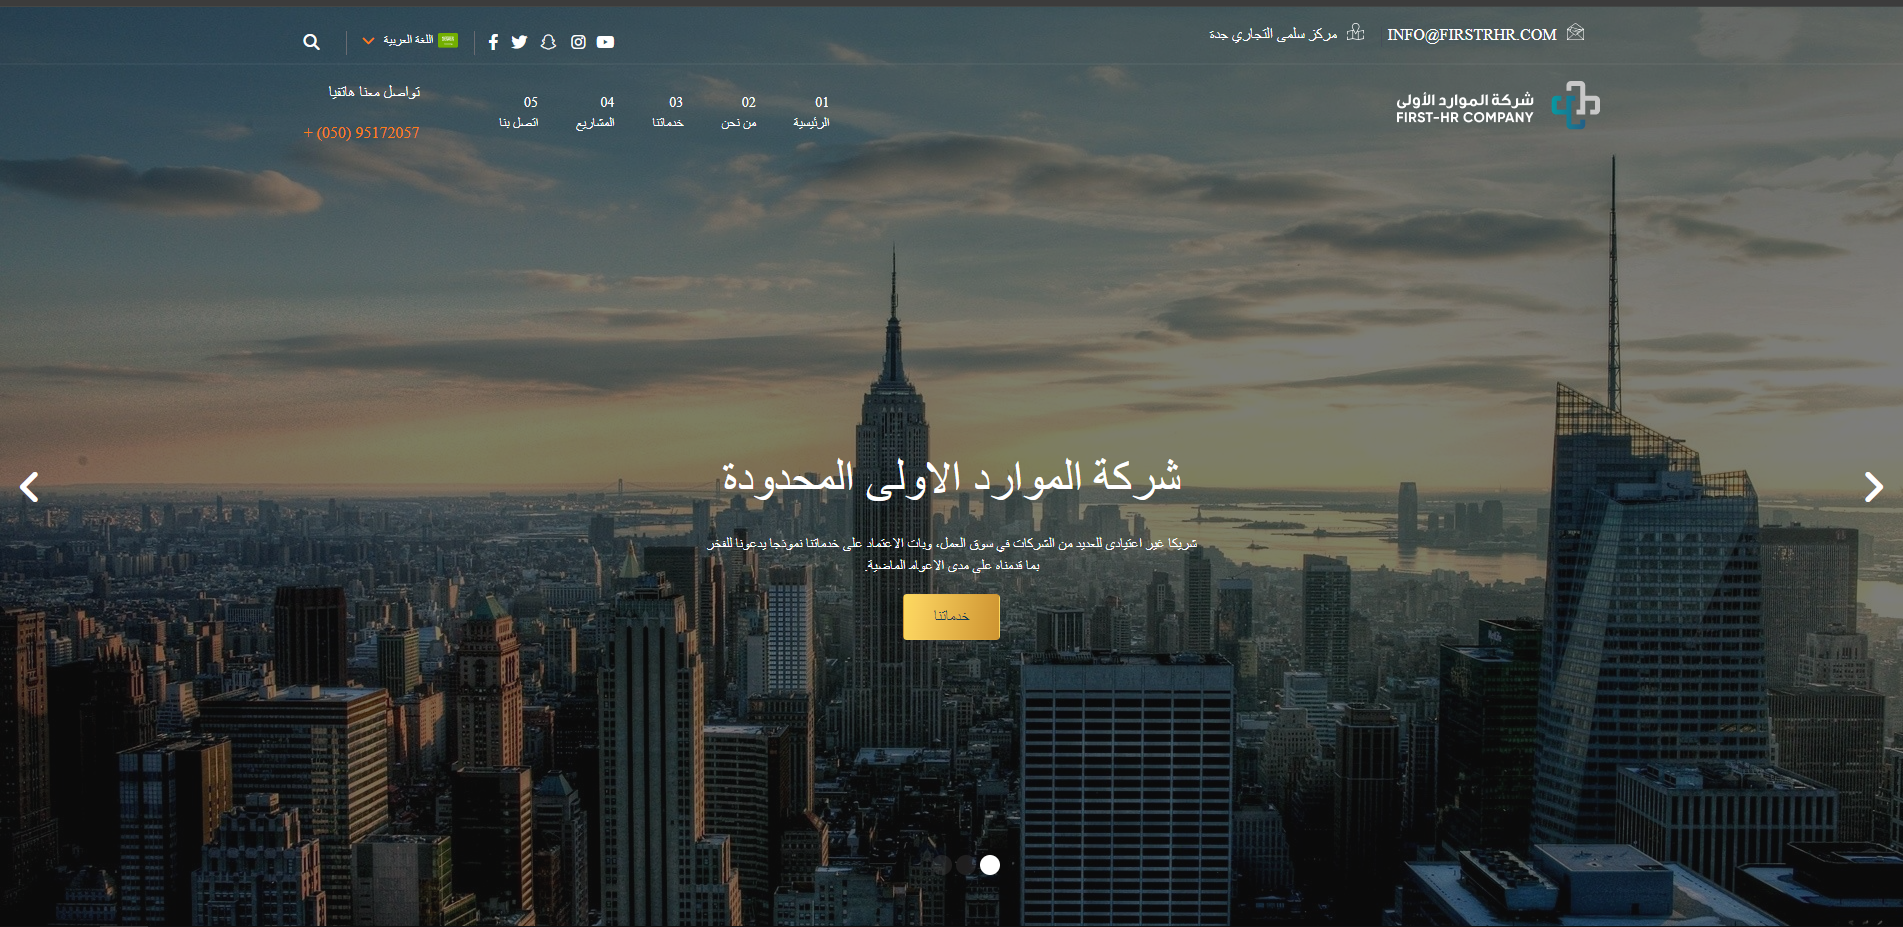 INFO@FIRSTRHR.COM
مركز سلمى التجاري جدة
اللغة العربية
شركة الموارد الأولى
FIRST-HR COMPANY
01
الرئيسية
02
من نحن
03
خدماتنا
04
المشاريع
05
اتصل بنا
تواصل معنا هاتفيا
+ (050) 95172057
شركة الموارد الاولى المحدودة
شريكا غير اعتيادى للعديد من الشركات في سوق العمل، وبات الاعتماد على خدماتنا نموذجا يدعونا للفخر
بما قدمناه على مدى الاعوام الماضية.
خدماتنا